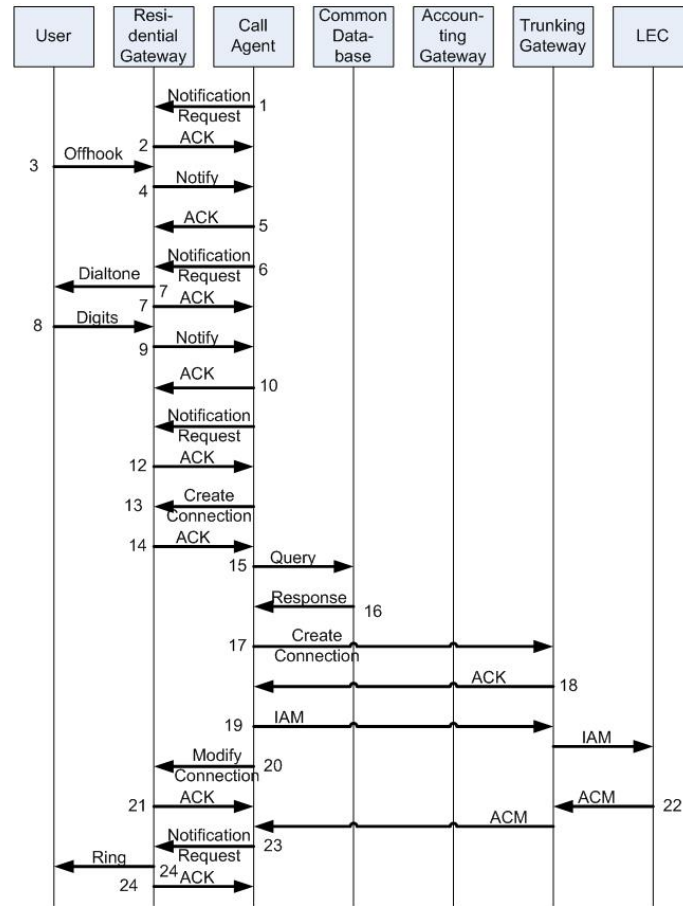 User
Resi-
dential
Gateway
Call
Agent
Common
Data-
base
Accoun-
ting
Gateway
Trunking
Gateway
LEC
Notification
Request
1
2
ACK
3
Offhook
4
Notify
ACK
5
Notification
Request
6
Dialtone
7
7
ACK
8
Digits
9
Notify
ACK
10
Notification
Request
12
ACK
13
Create
Connection
14
ACK
15
Query
Response
16
17
Create
Connection
ACK
18
19
IAM
IAM
Modify
Connection
20
21
ACK
ACM
22
ACM
Notification
Request
23
Ring
24
24
ACK